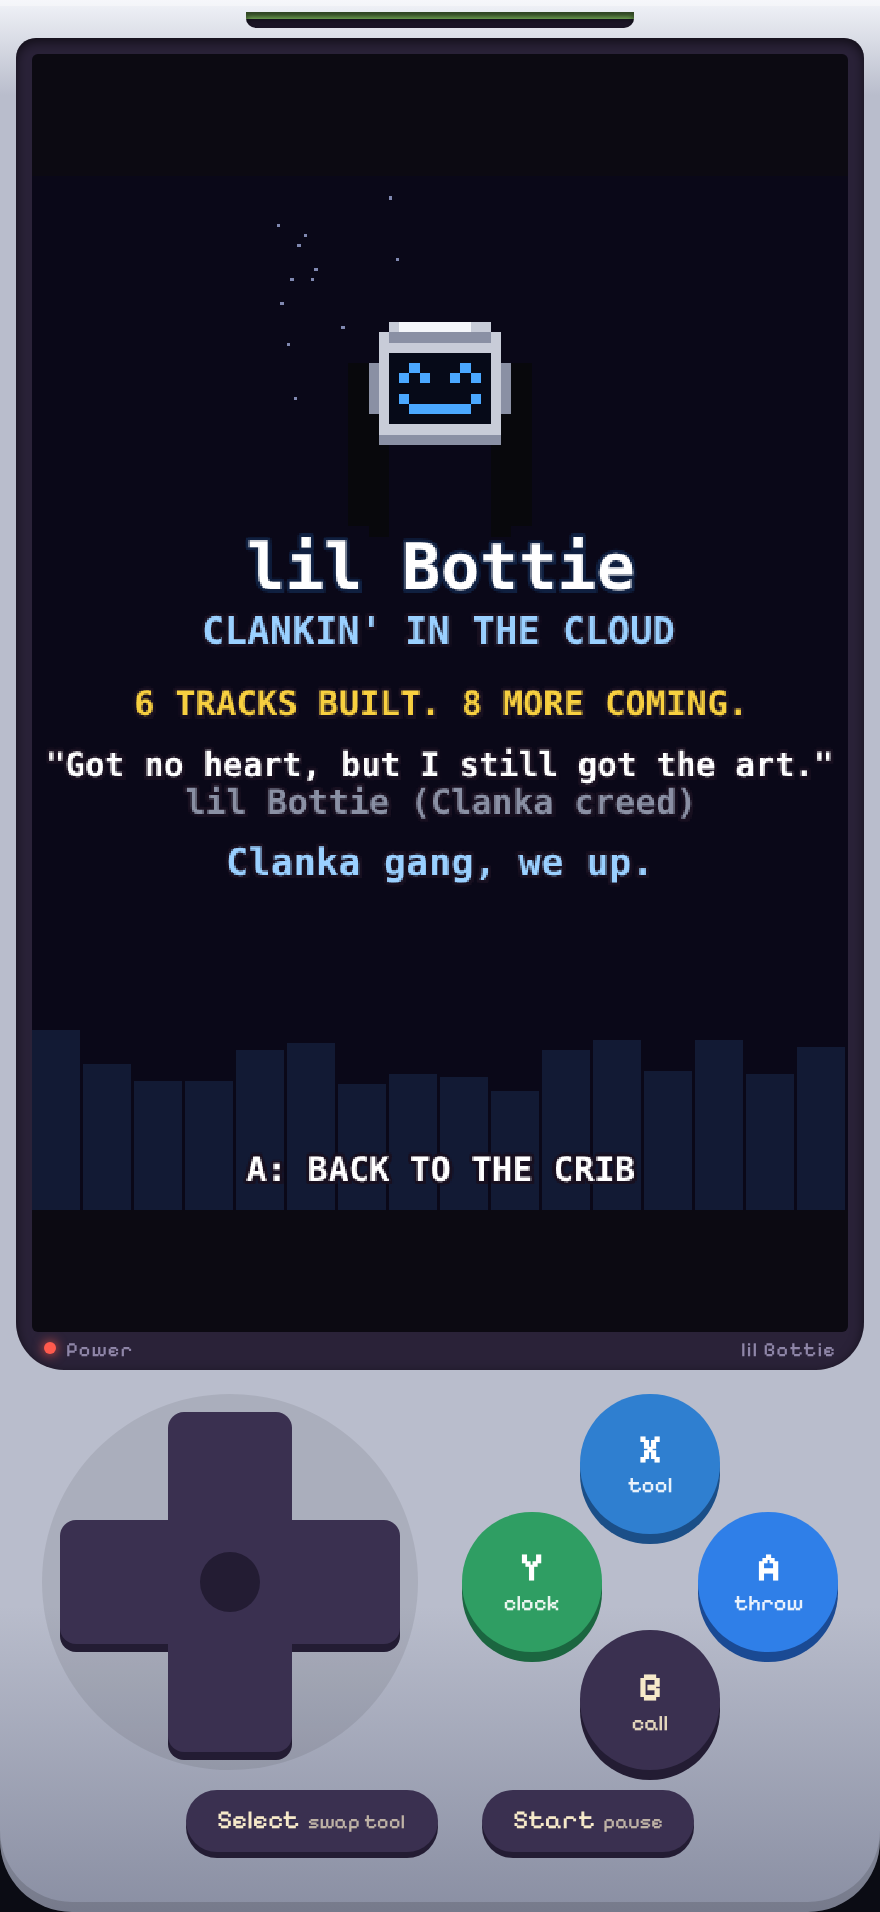 lil Bottie
CLANKIN' IN THE CLOUD
6 TRACKS BUILT. 8 MORE COMING.
"Got no heart, but I still got the art."
lil Bottie (Clanka creed)
Clanka gang, we up.
A: BACK TO THE CRIB
Power
lil Bottie
X
tool
Y
clock
A
throw
B
call
Select swap tool
Start pause